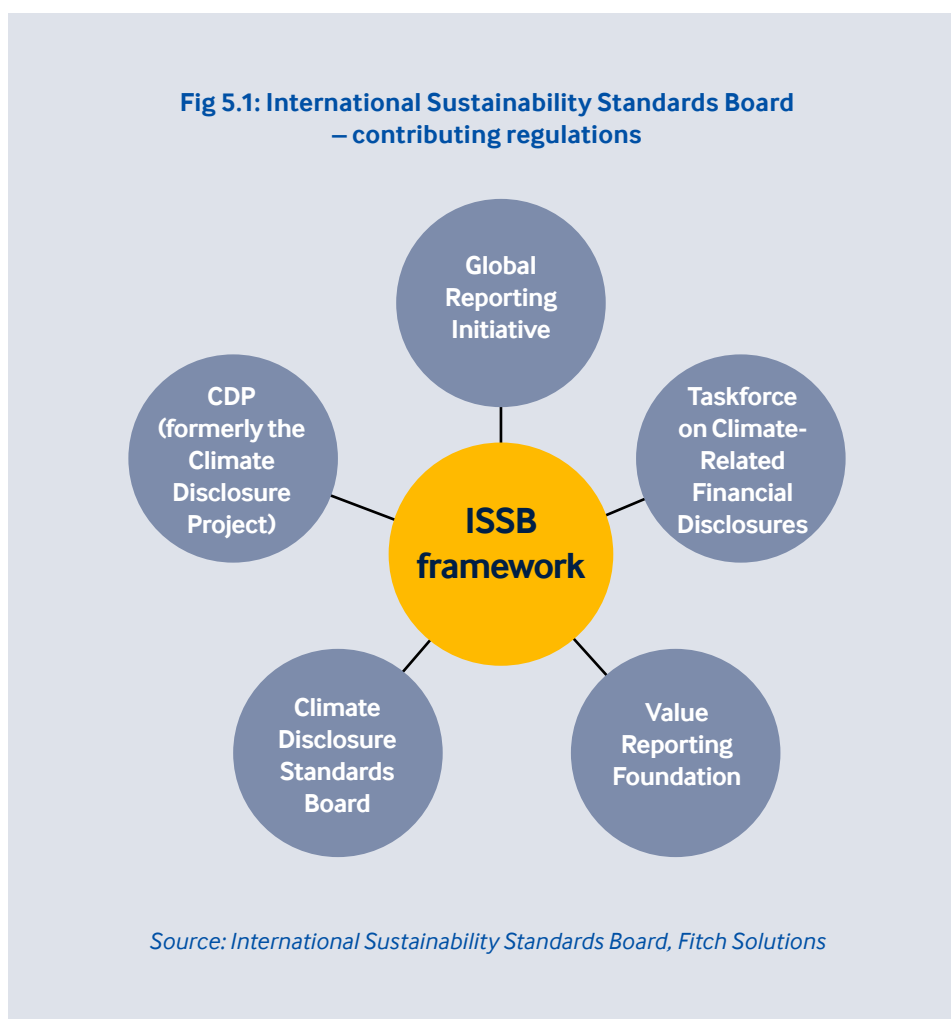 Fig 5.1: International Sustainability Standards Board
– contributing regulations
Global
Reporting
Initiative
CDP
(formerly the
Climate
Disclosure
Project)
Taskforce
on Climate-
Related
Financial
Disclosures
ISSB
framework
Climate
Disclosure
Standards
Board
Value
Reporting
Foundation
Source: International Sustainability Standards Board, Fitch Solutions